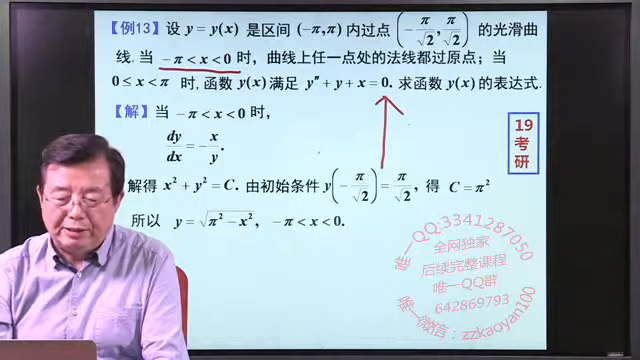 【例13】设 y = y(x) 是区间 (-π,π) 内过点 (-π/√2, π/√2) 的光滑曲
线. 当 -π < x < 0 时, 曲线上任一点处的法线都过原点; 当
0 ≤ x < π 时, 函数 y(x) 满足 y″ + y + x = 0. 求函数 y(x) 的表达式.
【解】当 -π < x < 0 时,
dy/dx = -x/y.
解得 x² + y² = C. 由初始条件 y(-π/√2) = π/√2, 得 C = π²
所以 y = √(π² - x²), -π < x < 0.
19
考
研
唯一QQ:3341287050
全网独家
后续完整课程
唯一QQ群
642869793
唯一微信：zzkaoyan100